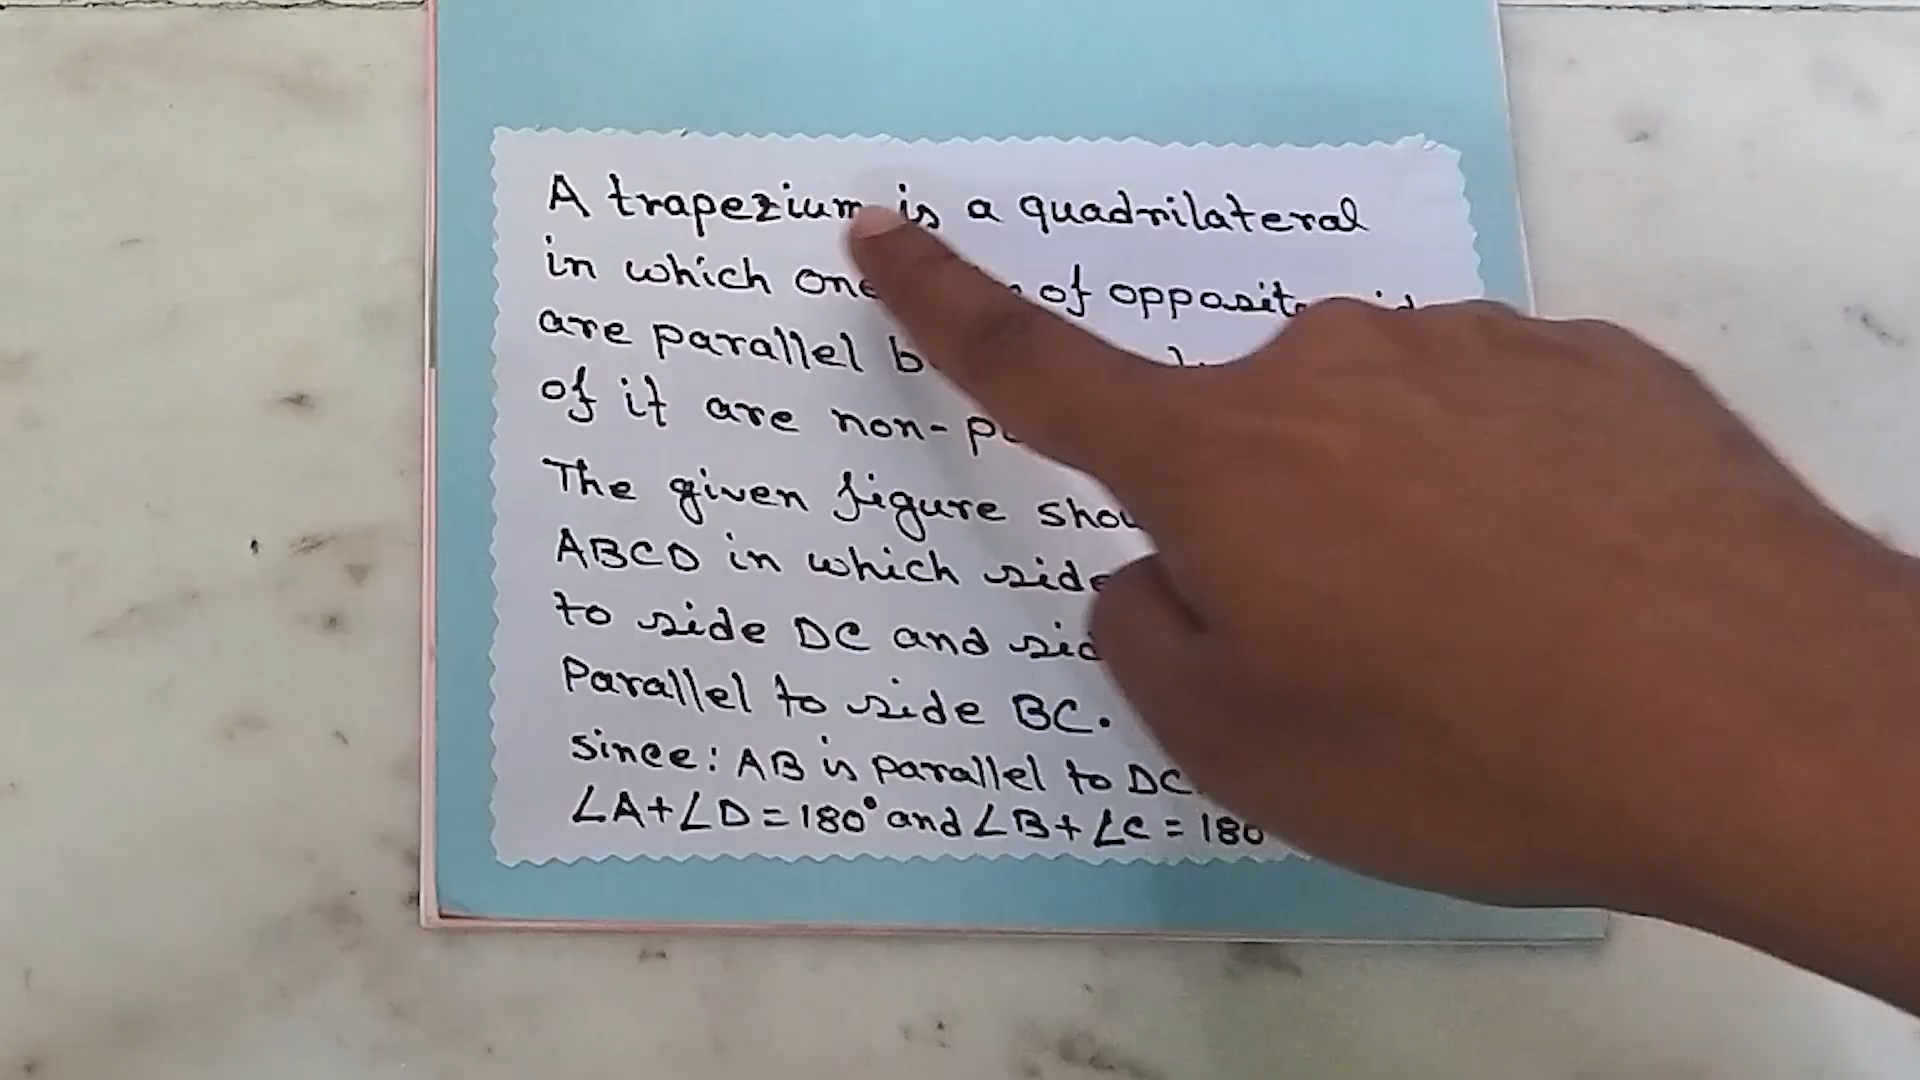 A trapezium is a quadrilateral
in which one of opposite
are parallel
of it are non-
The given figure
ABCD in which side
to side DC and
Parallel to side BC.
since: AB is parallel to DC.
∠A+∠D=180° and ∠B+∠C=180